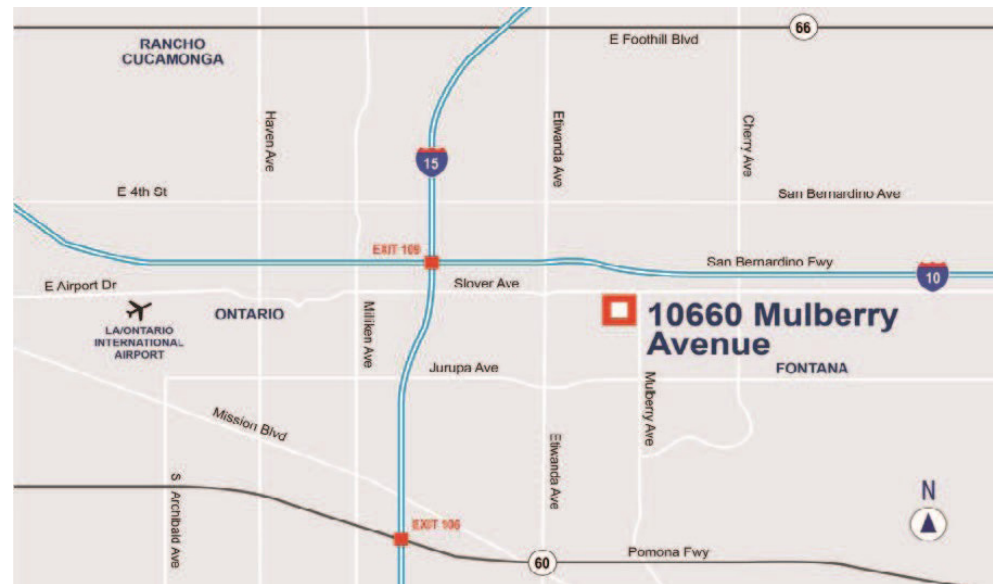 66
E Foothill Blvd
RANCHO
CUCAMONGA
Haven Ave
Etiwanda Ave
Cherry Ave
15
E 4th St
San Bernardino Ave
EXIT 109
San Bernardino Fwy
10
E Airport Dr
Slover Ave
LA/ONTARIO
INTERNATIONAL
AIRPORT
ONTARIO
Milliken Ave
10660 Mulberry
Avenue
Jurupa Ave
FONTANA
Mulberry Ave
Mission Blvd
Etiwanda Ave
S Archibald Ave
N
EXIT 106
60
Pomona Fwy